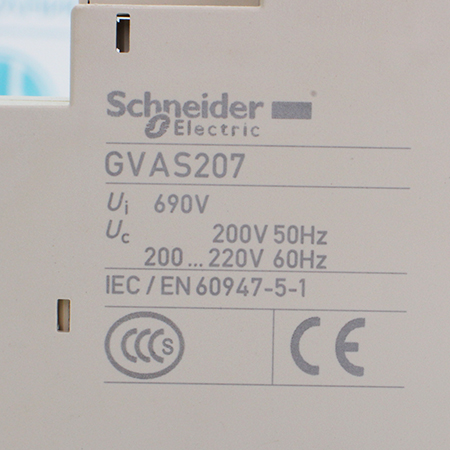 Schneider
Electric
GVAS207
Ui 690V
Uc 200V 50Hz
200...220V 60Hz
IEC / EN 60947-5-1
CCC S CE